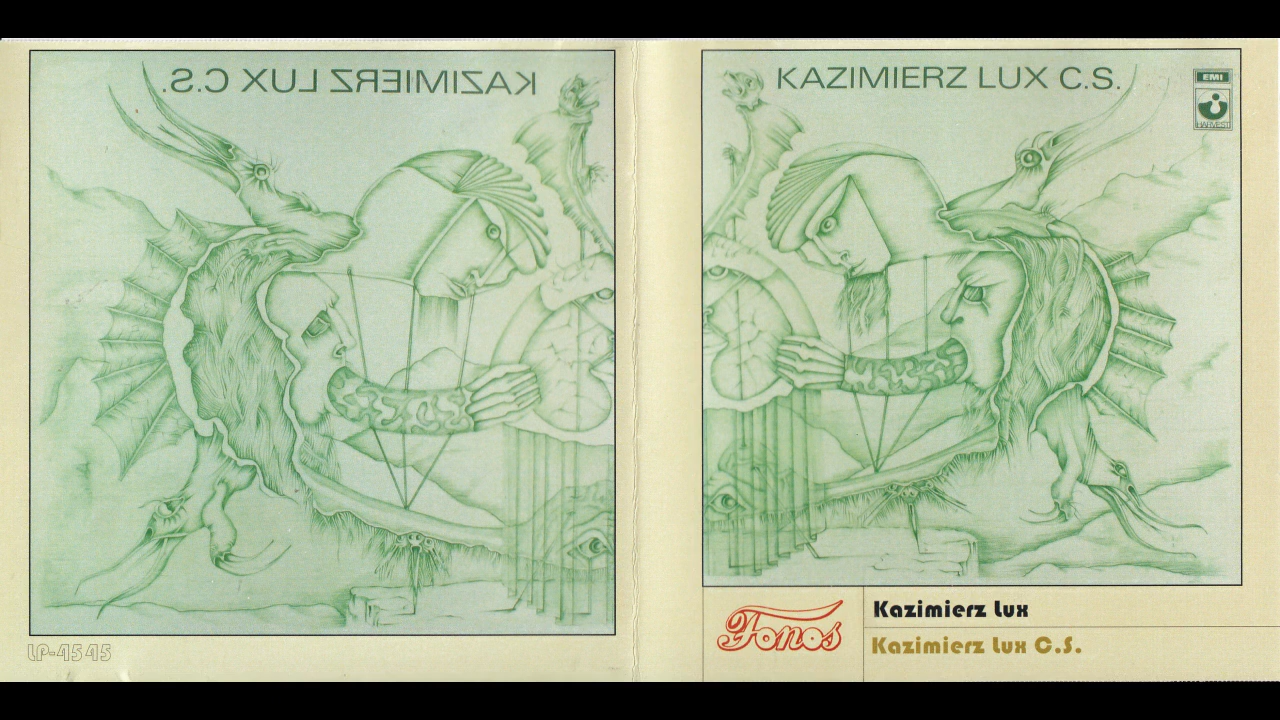 KAZIMIERZ LUX C.S.
LP-4545
KAZIMIERZ LUX C.S.
EMI
HARVEST
Fonos
Kazimierz Lux
Kazimierz Lux C.S.